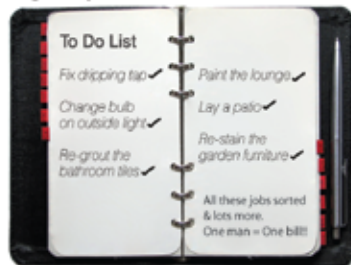 To Do List
Fix dripping tap
Change bulb
on outside light
Re-grout the
bathroom tiles
Paint the lounge
Lay a patio
Re-stain the
garden furniture
All these jobs sorted
& lots more.
One man = One bill!!